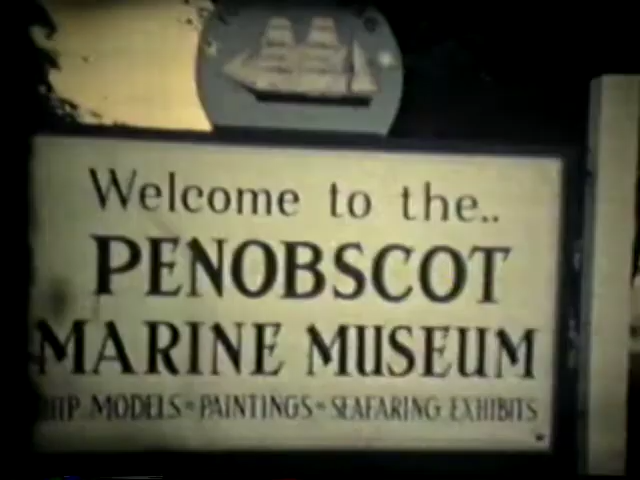 Welcome to the..
PENOBSCOT
MARINE MUSEUM
HIP MODELS - PAINTINGS - SEAFARING EXHIBITS